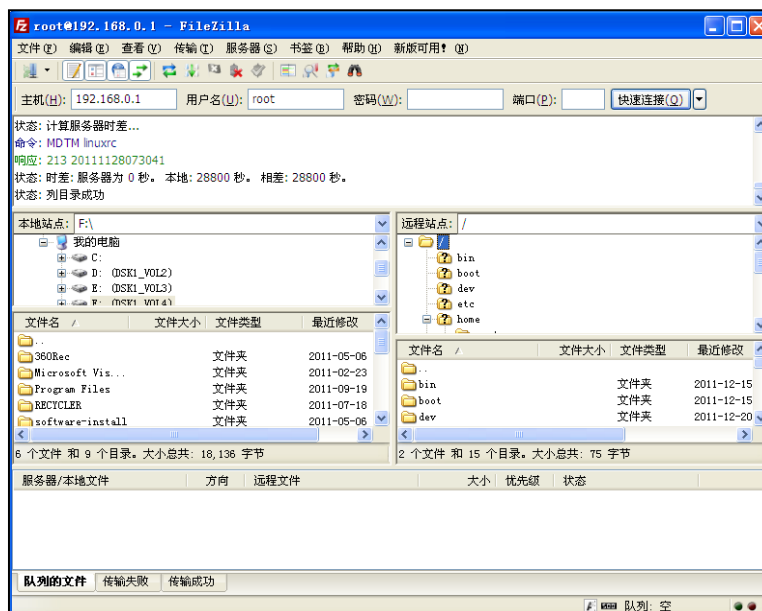 root@192.168.0.1 - FileZilla
文件(F) 编辑(E) 查看(V) 传输(T) 服务器(S) 书签(B) 帮助(H) 新版可用! (N)
主机(H): 192.168.0.1 用户名(U): root 密码(W): 端口(P): 快速连接(Q)
状态: 计算服务器时差...
命令: MDTM linuxrc
响应: 213 20111128073041
状态: 时差: 服务器为 0 秒。 本地: 28800 秒。 相差: 28800 秒。
状态: 列目录成功
本地站点: F:\
我的电脑
C:
D: (DSK1_VOL2)
E: (DSK1_VOL3)
F: (DSK1_VOL4)
文件名 / 文件大小 文件类型 最近修改
..
360Rec 文件夹 2011-05-06
Microsoft Vis... 文件夹 2011-02-23
Program Files 文件夹 2011-09-19
RECYCLER 文件夹 2011-07-18
software-install 文件夹 2011-05-06
6 个文件 和 9 个目录。大小总共: 18,136 字节
远程站点: /
/
bin
boot
dev
etc
home
文件名 / 文件大小 文件类型 最近修改
..
bin 文件夹 2011-12-15
boot 文件夹 2011-12-15
dev 文件夹 2011-12-20
2 个文件 和 15 个目录。大小总共: 75 字节
服务器/本地文件 方向 远程文件 大小 优先级 状态
队列的文件 传输失败 传输成功
队列: 空